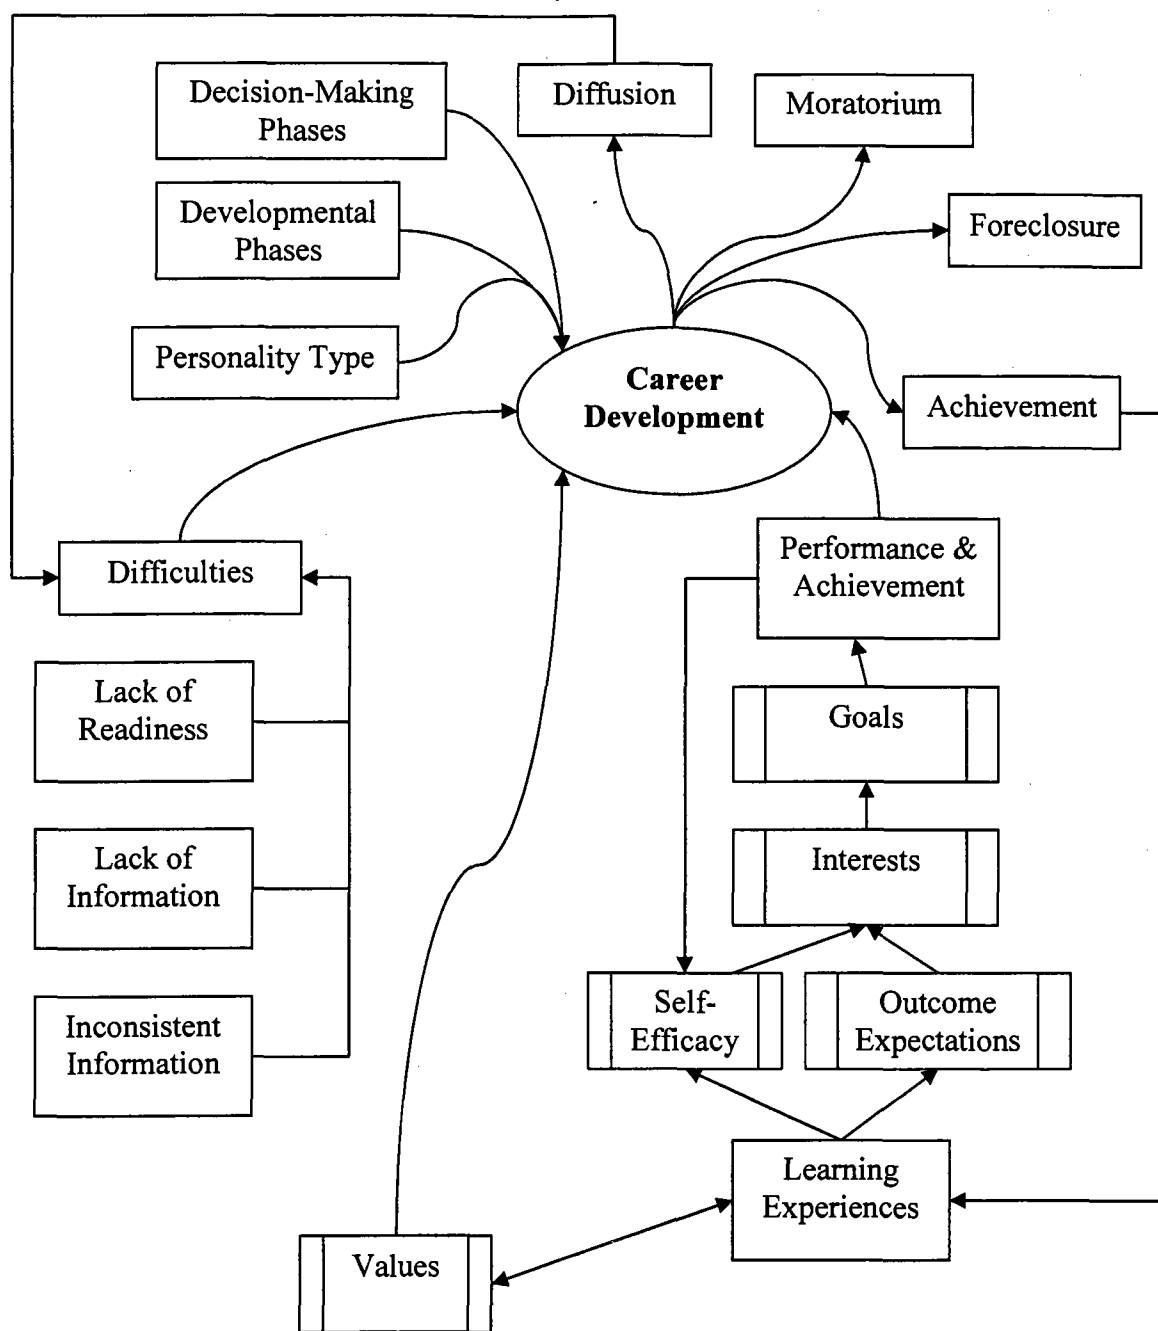 Decision-Making
Phases
Diffusion
Moratorium
Developmental
Phases
Foreclosure
Personality Type
Career
Development
Achievement
Difficulties
Performance &
Achievement
Lack of
Readiness
Goals
Lack of
Information
Interests
Inconsistent
Information
Self-
Efficacy
Outcome
Expectations
Learning
Experiences
Values